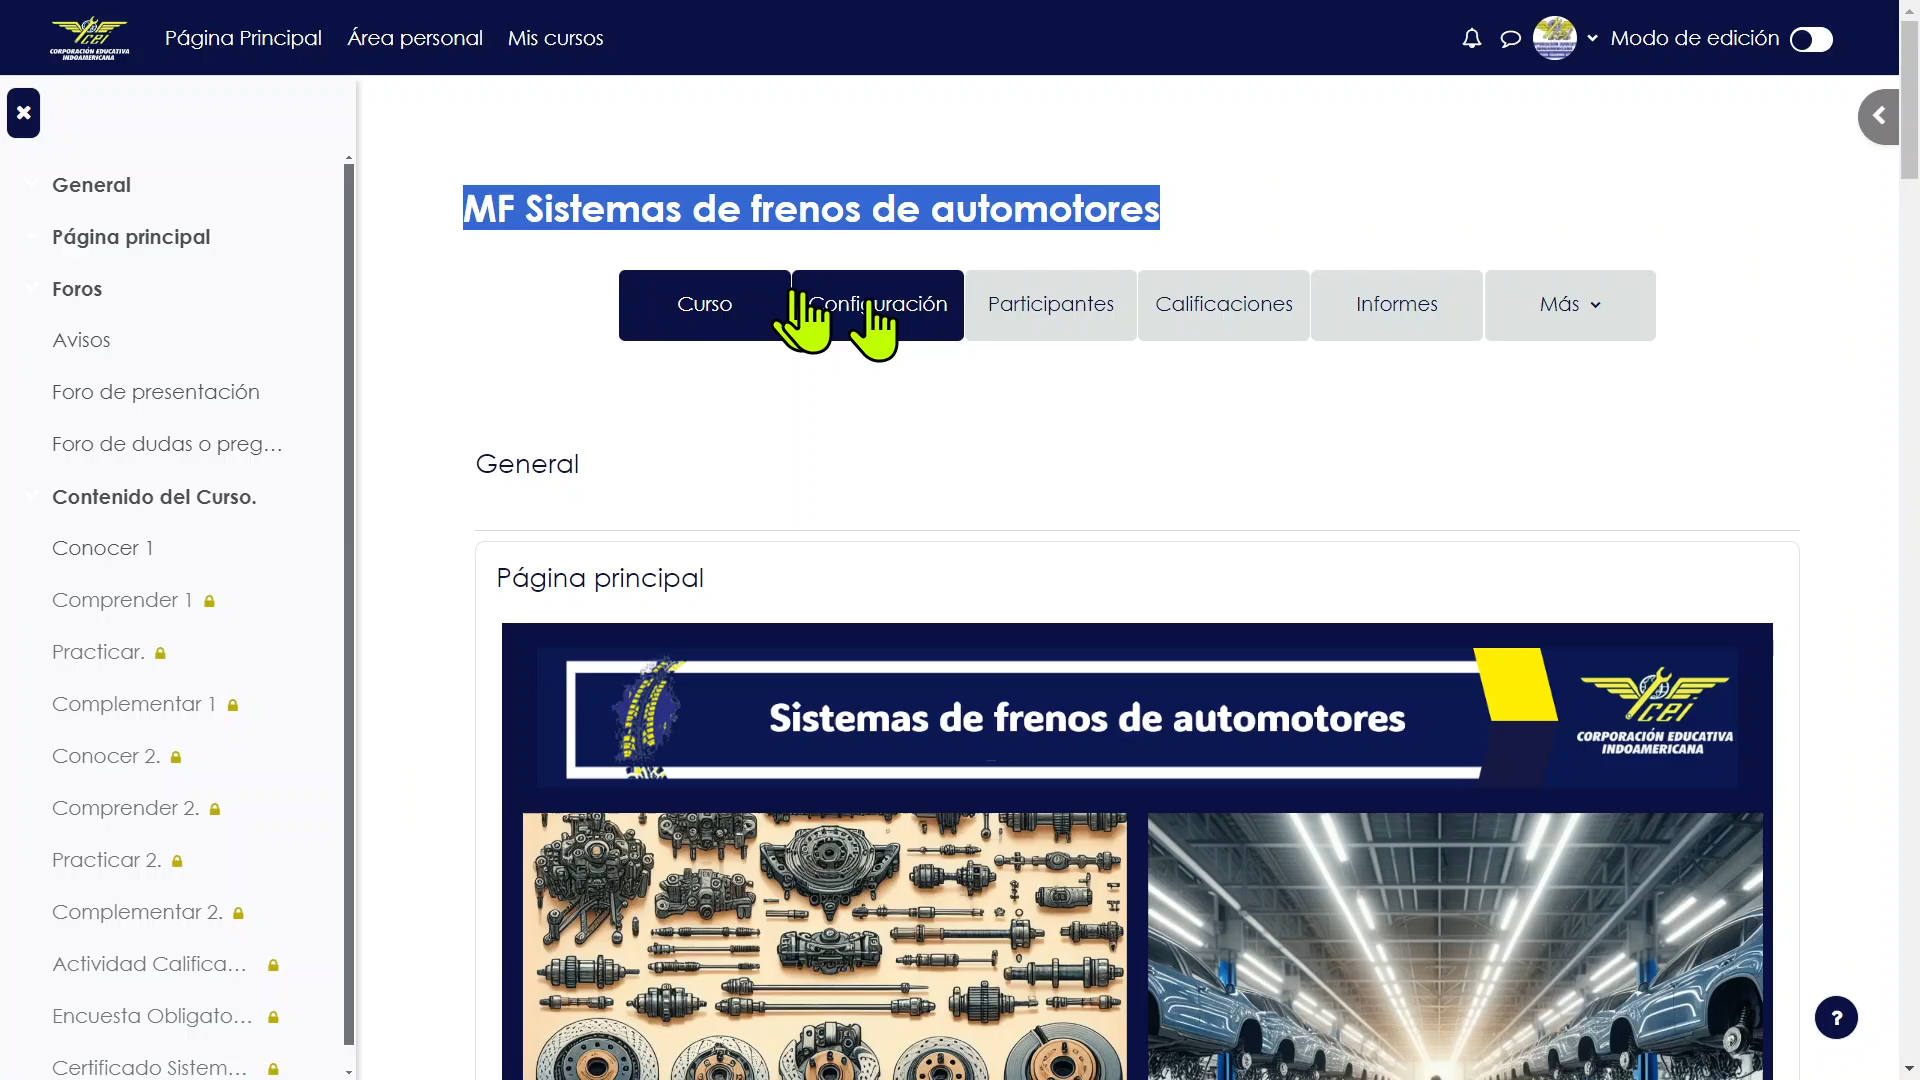 cei
CORPORACIÓN EDUCATIVA
INDOAMERICANA
Página Principal
Área personal
Mis cursos
Modo de edición
General
Página principal
Foros
Avisos
Foro de presentación
Foro de dudas o preg...
Contenido del Curso.
Conocer 1
Comprender 1
Practicar.
Complementar 1
Conocer 2.
Comprender 2.
Practicar 2.
Complementar 2.
Actividad Califica...
Encuesta Obligato...
Certificado Sistem...
MF Sistemas de frenos de automotores
Curso
Configuración
Participantes
Calificaciones
Informes
Más
General
Página principal
Sistemas de frenos de automotores
cei
CORPORACIÓN EDUCATIVA
INDOAMERICANA
?